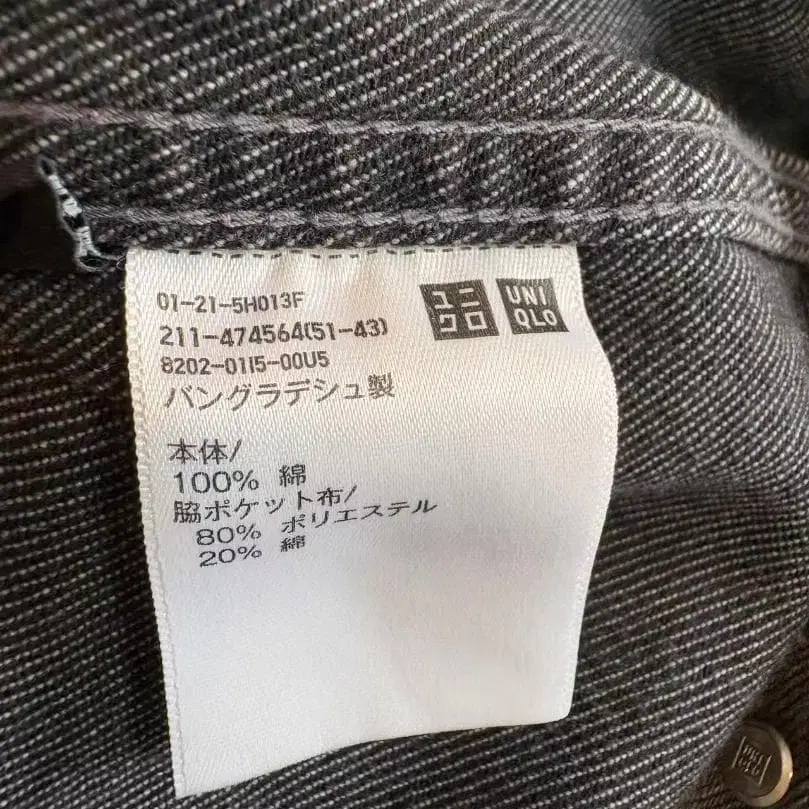 01-21-5H013F
211-474564(51-43)
8202-0115-00U5
バングラデシュ製
ユニ
クロ
UNI
QLO
本体/
100% 綿
脇ポケット布/
80% ポリエステル
20% 綿